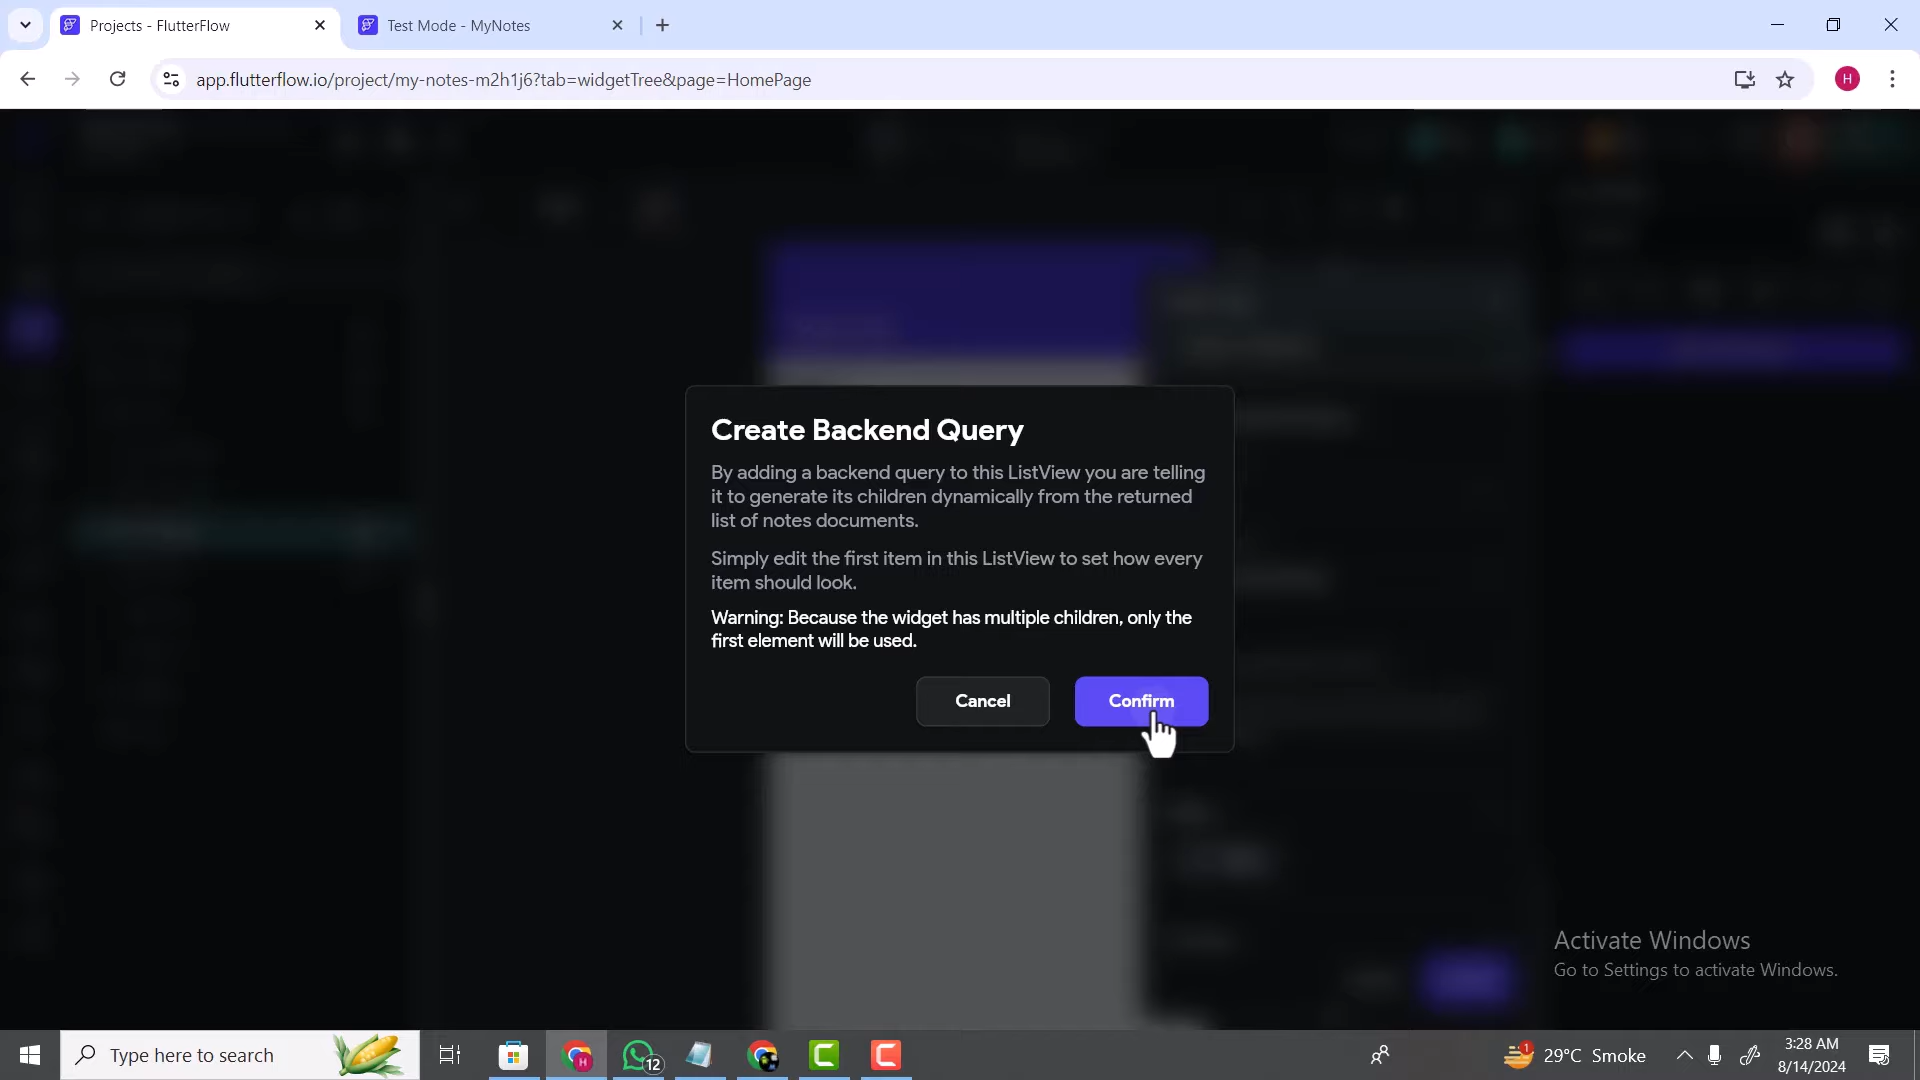 Projects - FlutterFlow
Test Mode - MyNotes
app.flutterflow.io/project/my-notes-m2h1j6?tab=widgetTree&page=HomePage
H
Create Backend Query
By adding a backend query to this ListView you are telling
it to generate its children dynamically from the returned
list of notes documents.
Simply edit the first item in this ListView to set how every
item should look.
Warning: Because the widget has multiple children, only the
first element will be used.
Cancel
Confirm
Activate Windows
Go to Settings to activate Windows.
Type here to search
H
12
1
29°C Smoke
3:28 AM
8/14/2024